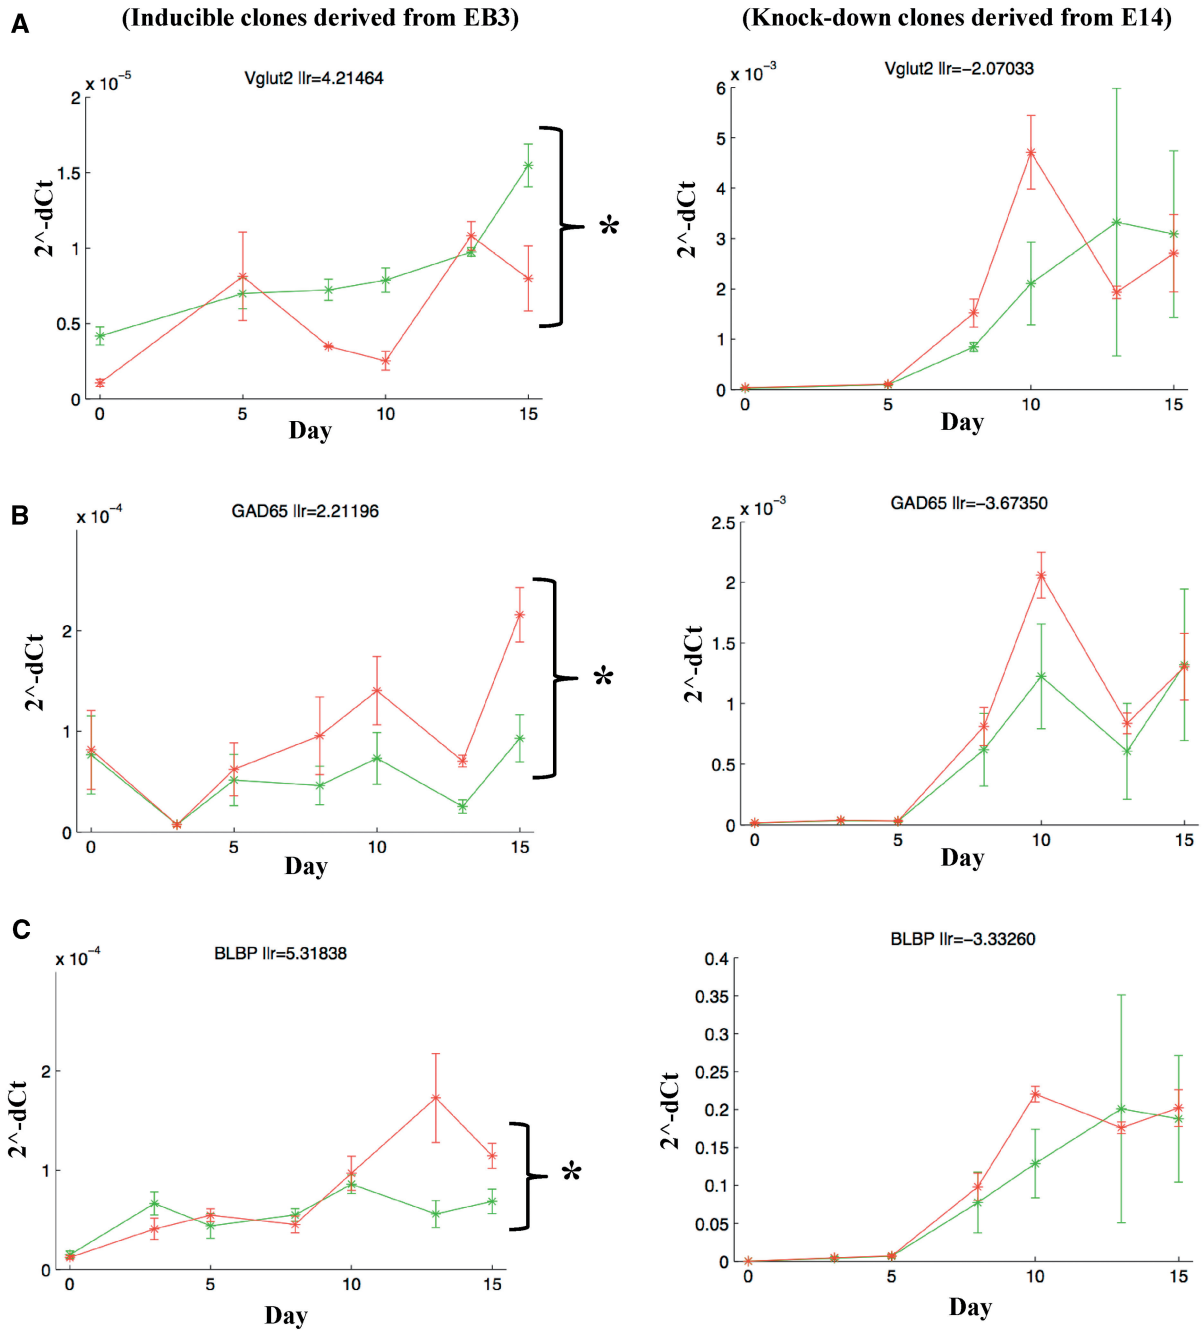 A
(Inducible clones derived from EB3)
(Knock-down clones derived from E14)
x 10⁻⁵
Vglut2 llr=4.21464
2
1.5
1
0.5
0
2^-dCt
*
0 5 10 15
Day
x 10⁻³
Vglut2 llr=−2.07033
6
5
4
3
2
1
0
2^-dCt
0 5 10 15
Day
B
x 10⁻⁴
GAD65 llr=2.21196
2
1
0
2^-dCt
*
0 5 10 15
Day
x 10⁻³
GAD65 llr=−3.67350
2.5
2
1.5
1
0.5
0
2^-dCt
0 5 10 15
Day
C
x 10⁻⁴
BLBP llr=5.31838
2
1
0
2^-dCt
*
0 5 10 15
Day
BLBP llr=−3.33260
0.4
0.35
0.3
0.25
0.2
0.15
0.1
0.05
0
2^-dCt
0 5 10 15
Day